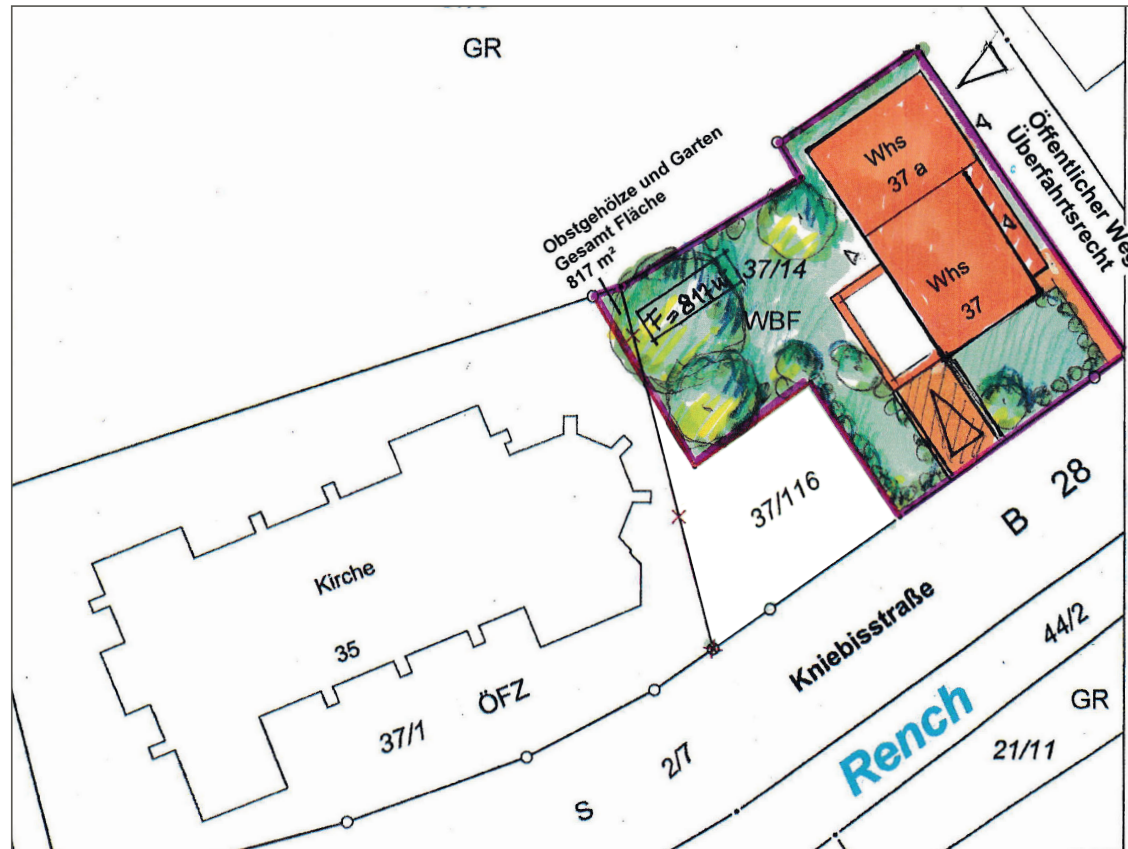 GR
Öffentlicher Weg
Überfahrtsrecht
Obstgehölze und Garten
Gesamt Fläche
817 m²
Whs
37 a
37/14
F=817
WBF
Whs
37
37/116
B 28
Kirche
35
Kniebisstraße
44/2
ÖFZ
37/1
Rench
GR
2/7
21/11
S